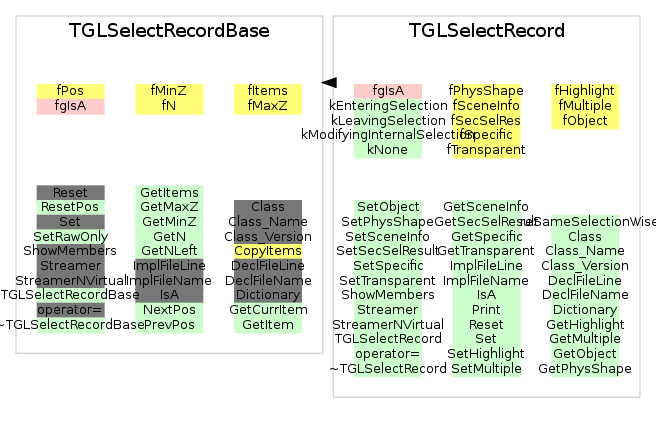 TGLSelectRecordBase
fPos fMinZ fItems
fgIsA fN fMaxZ
Reset GetItems
ResetPos GetMaxZ Class
Set GetMinZ Class_Name
SetRawOnly GetN Class_Version
ShowMembers GetNLeft CopyItems
Streamer ImplFileLine DeclFileLine
StreamerNVirtual ImplFileName DeclFileName
TGLSelectRecordBase IsA Dictionary
operator= NextPos GetCurrItem
~TGLSelectRecordBase PrevPos GetItem
TGLSelectRecord
fgIsA fPhysShape fHighlight
kEnteringSelection fSceneInfo fMultiple
kLeavingSelection fSecSelRes fObject
kModifyingInternalSelection fSpecific
kNone fTransparent
SetObject GetSceneInfo
SetPhysShape GetSecSelResult AreSameSelectionWise
SetSceneInfo GetSpecific Class
SetSecSelResult GetTransparent Class_Name
SetSpecific ImplFileLine Class_Version
SetTransparent ImplFileName DeclFileLine
ShowMembers IsA DeclFileName
Streamer Print Dictionary
StreamerNVirtual Reset GetHighlight
TGLSelectRecord Set GetMultiple
operator= SetHighlight GetObject
~TGLSelectRecord SetMultiple GetPhysShape